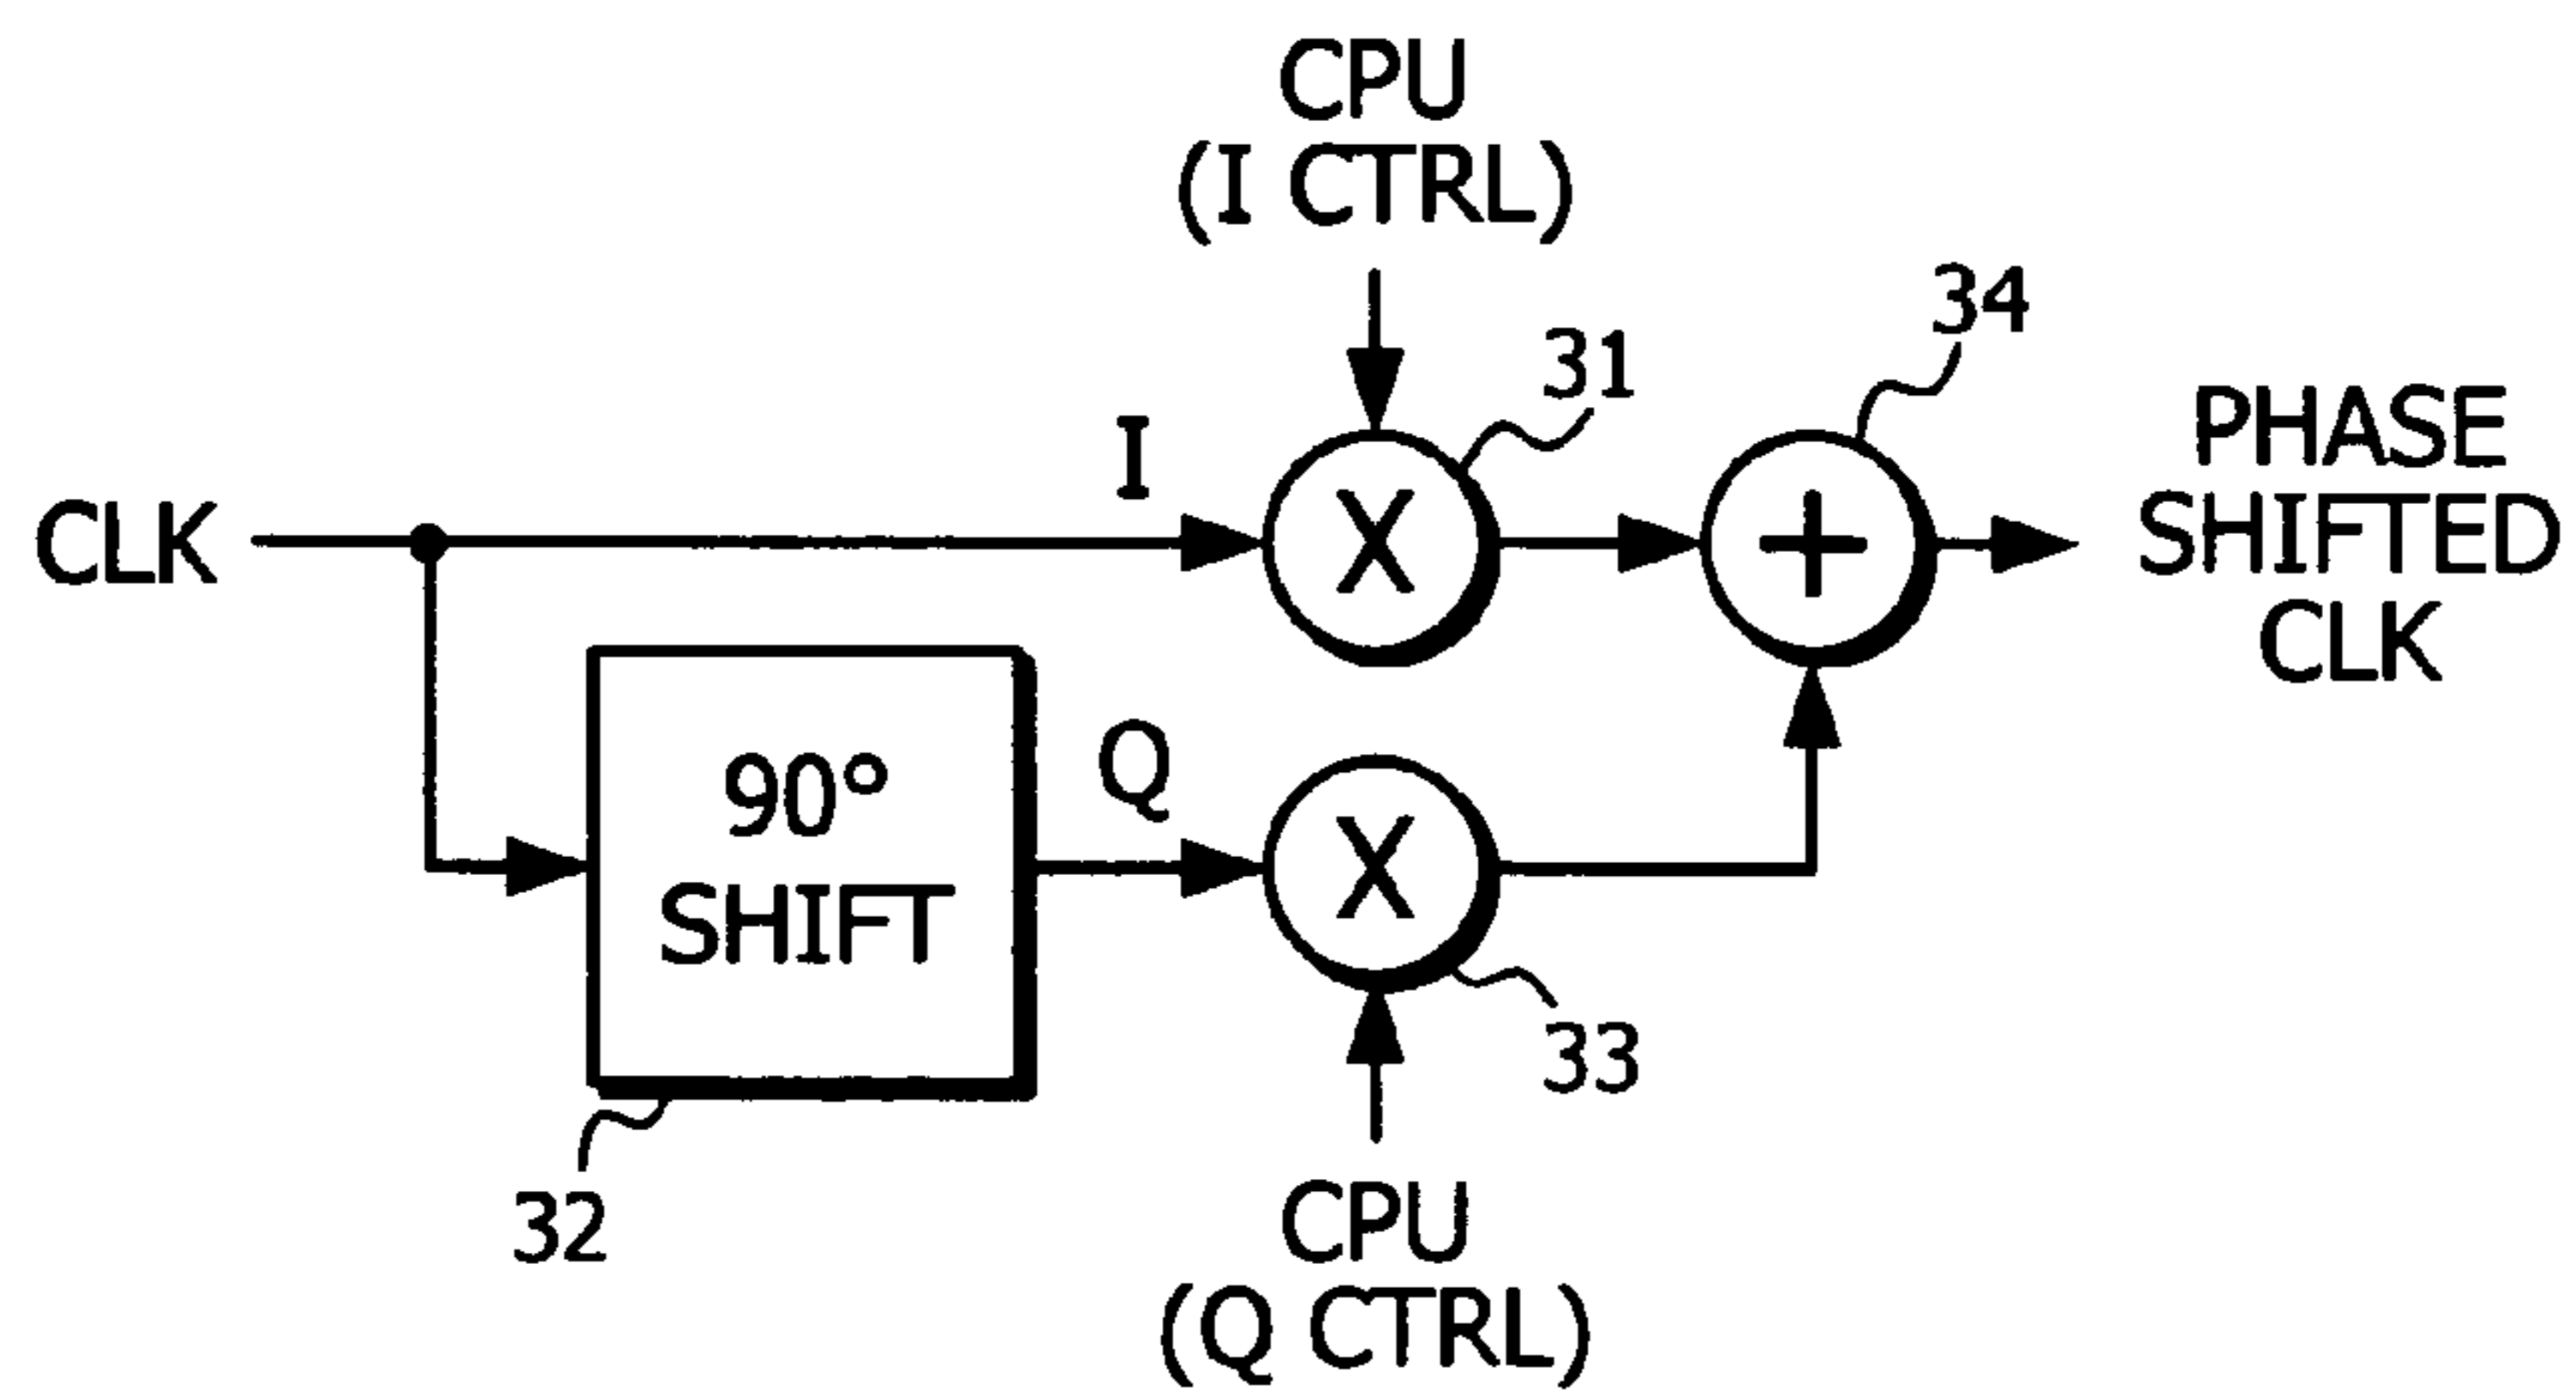 CPU
(I CTRL)
34
31
I
PHASE
SHIFTED
CLK
CLK
X
+
90°
SHIFT
Q
X
33
32
CPU
(Q CTRL)